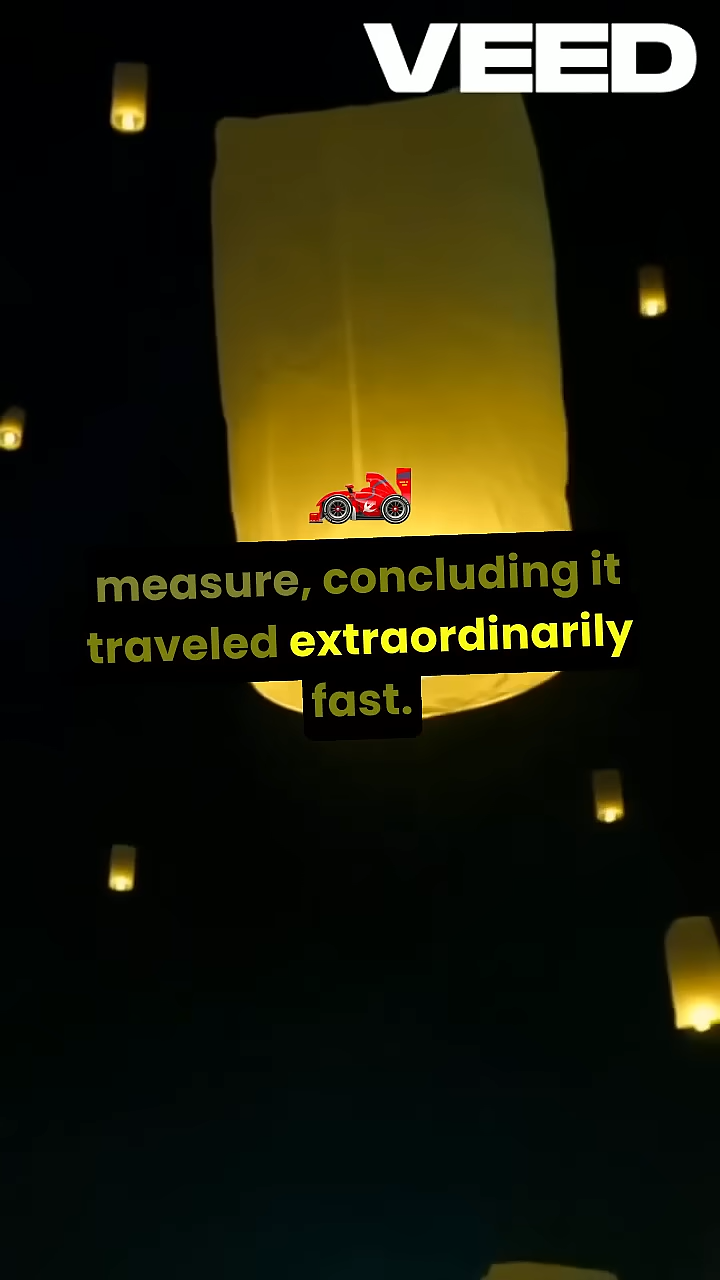 VEED
measure, concluding it
traveled extraordinarily
fast.